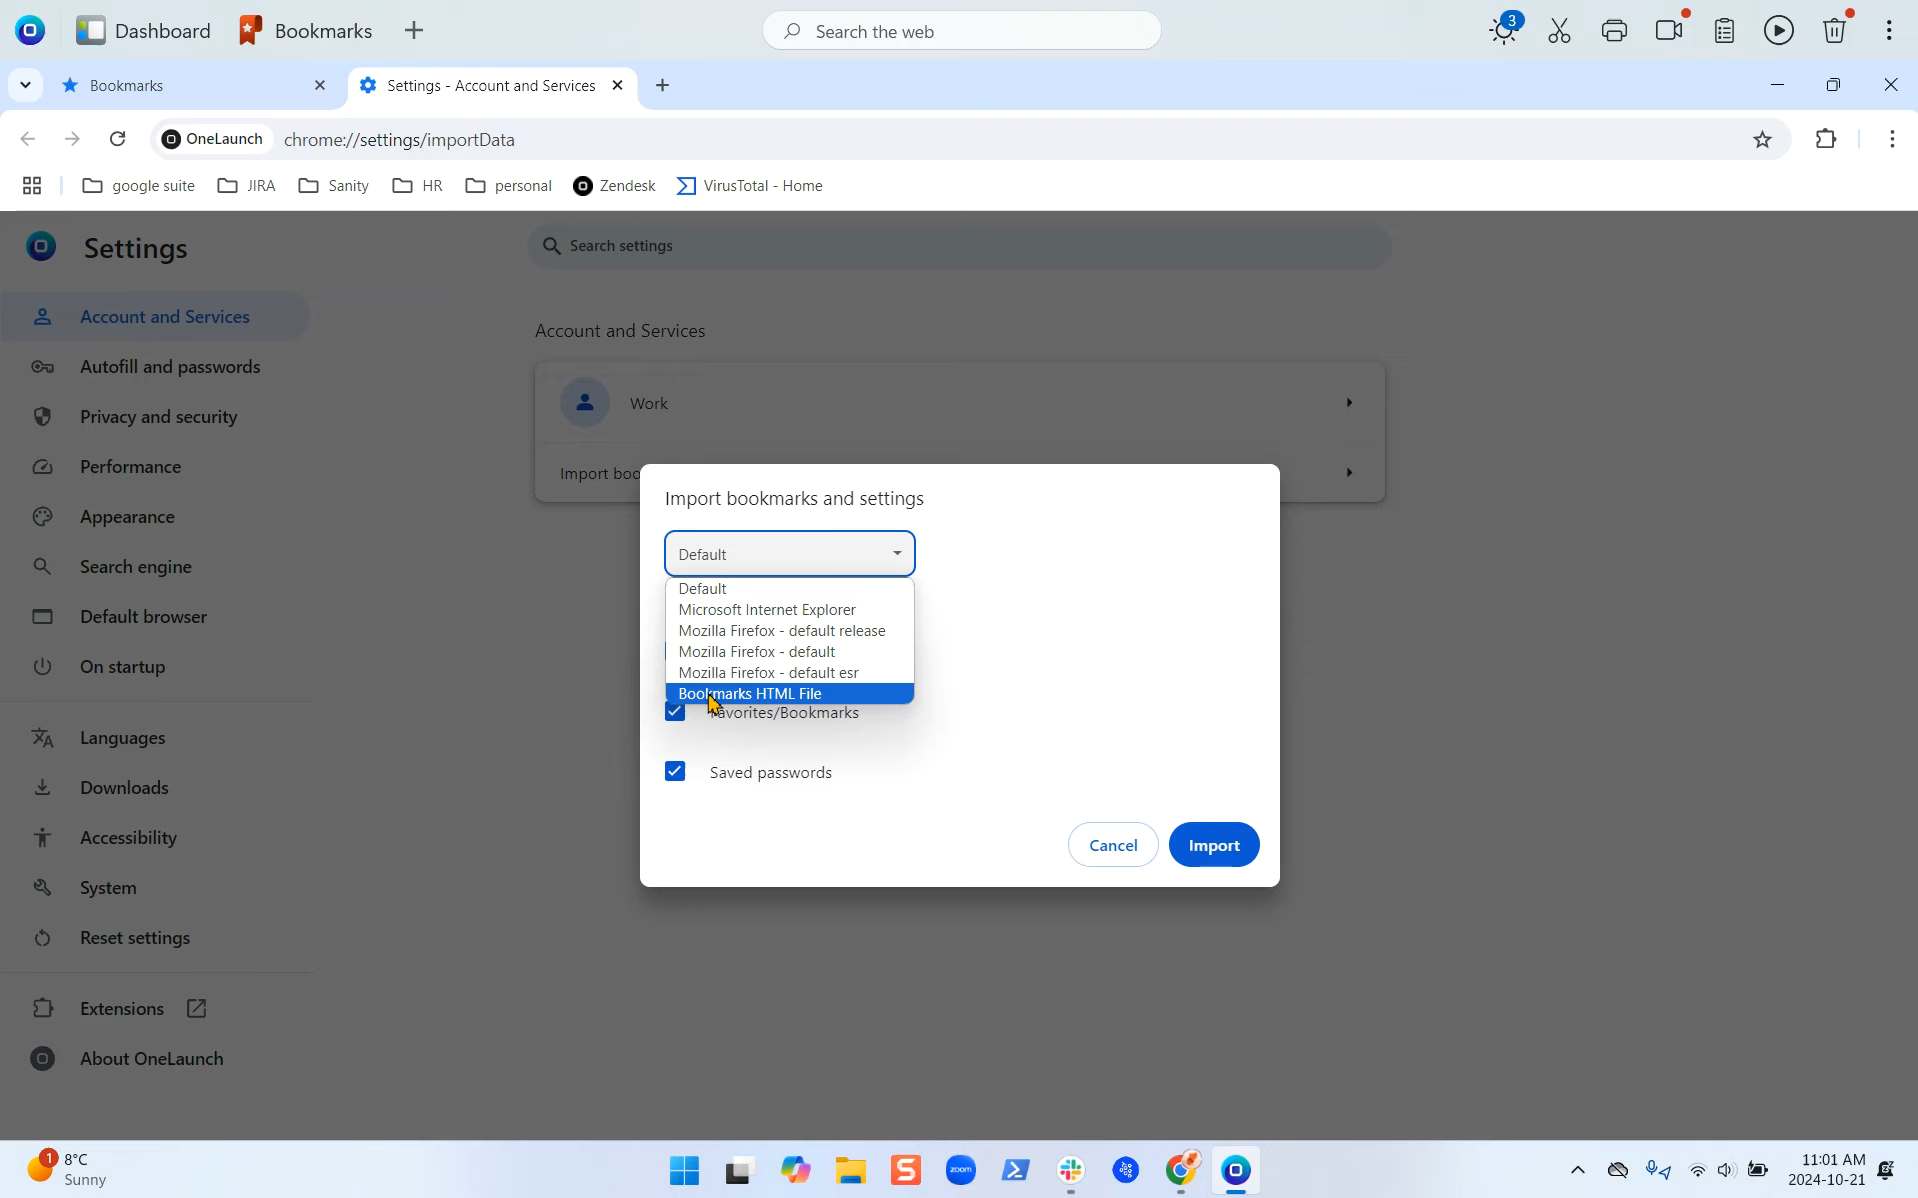 Dashboard
Bookmarks
Search the web
3
Bookmarks
Settings - Account and Services
OneLaunch
chrome://settings/importData
google suite
JIRA
Sanity
HR
personal
Zendesk
VirusTotal - Home
Settings
Search settings
Account and Services
Autofill and passwords
Privacy and security
Performance
Appearance
Search engine
Default browser
On startup
Languages
Downloads
Accessibility
System
Reset settings
Extensions
About OneLaunch
Account and Services
Work
Import boo
Import bookmarks and settings
Default
Default
Microsoft Internet Explorer
Mozilla Firefox - default release
Mozilla Firefox - default
Mozilla Firefox - default esr
Bookmarks HTML File
Favorites/Bookmarks
Saved passwords
Cancel
Import
1
8°C
Sunny
zoom
11:01 AM
2024-10-21